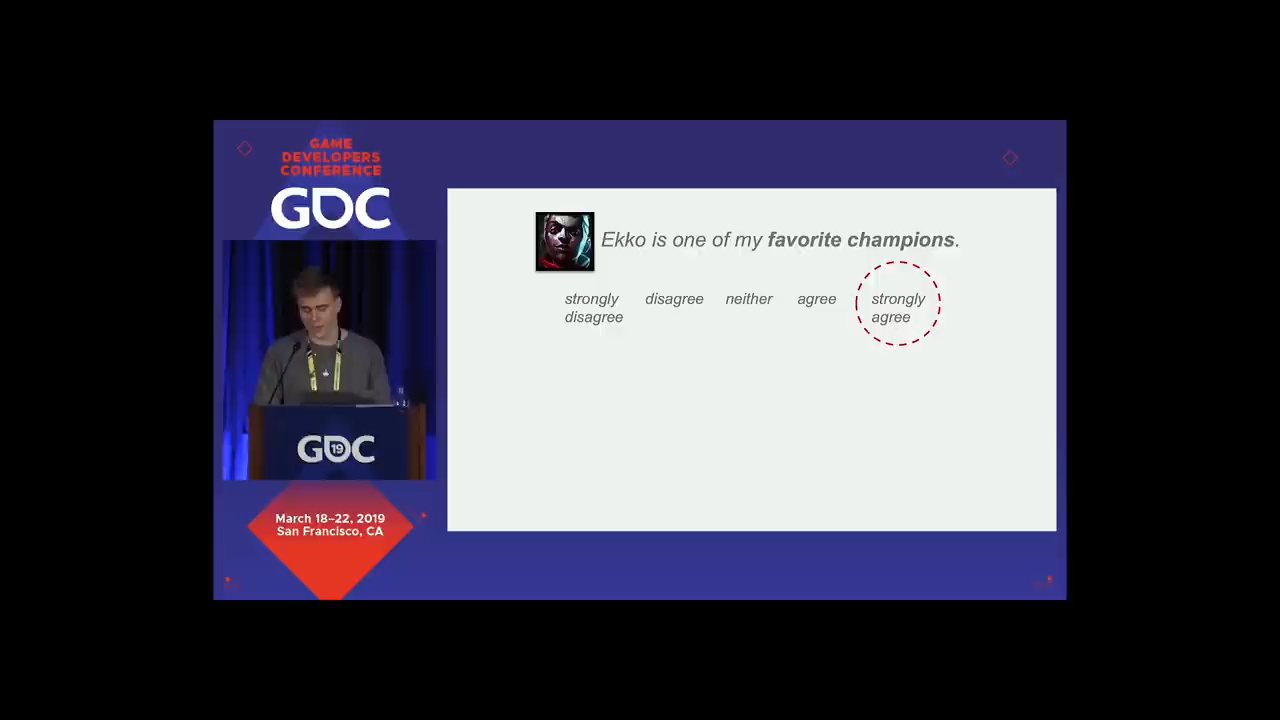 GAME
DEVELOPERS
CONFERENCE
GDC
GDC
19
March 18–22, 2019
San Francisco, CA
Ekko is one of my favorite champions.
strongly disagree
disagree
neither
agree
strongly agree